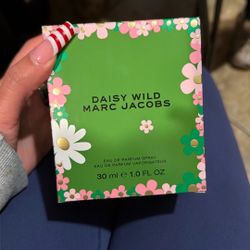 DAISY WILD
MARC JACOBS
EAU DE PARFUM SPRAY
EAU DE PARFUM VAPORISATEUR
30 ml ℮ 1.0 FL OZ